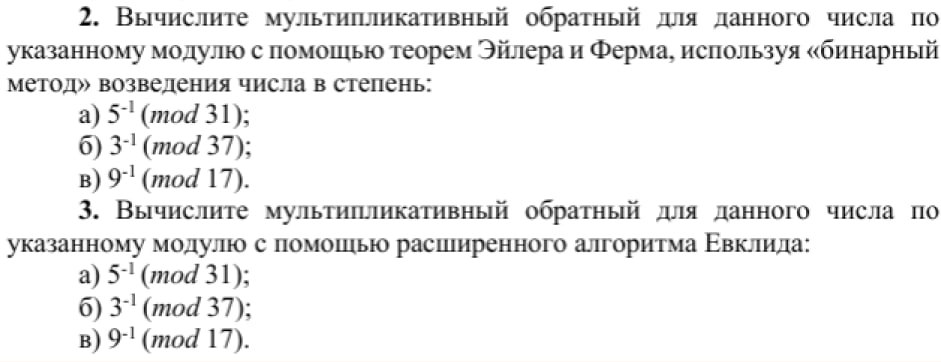 2. Вычислите мультипликативный обратный для данного числа по
указанному модулю с помощью теорем Эйлера и Ферма, используя «бинарный
метод» возведения числа в степень:
а) 5⁻¹ (mod 31);
б) 3⁻¹ (mod 37);
в) 9⁻¹ (mod 17).
3. Вычислите мультипликативный обратный для данного числа по
указанному модулю с помощью расширенного алгоритма Евклида:
а) 5⁻¹ (mod 31);
б) 3⁻¹ (mod 37);
в) 9⁻¹ (mod 17).